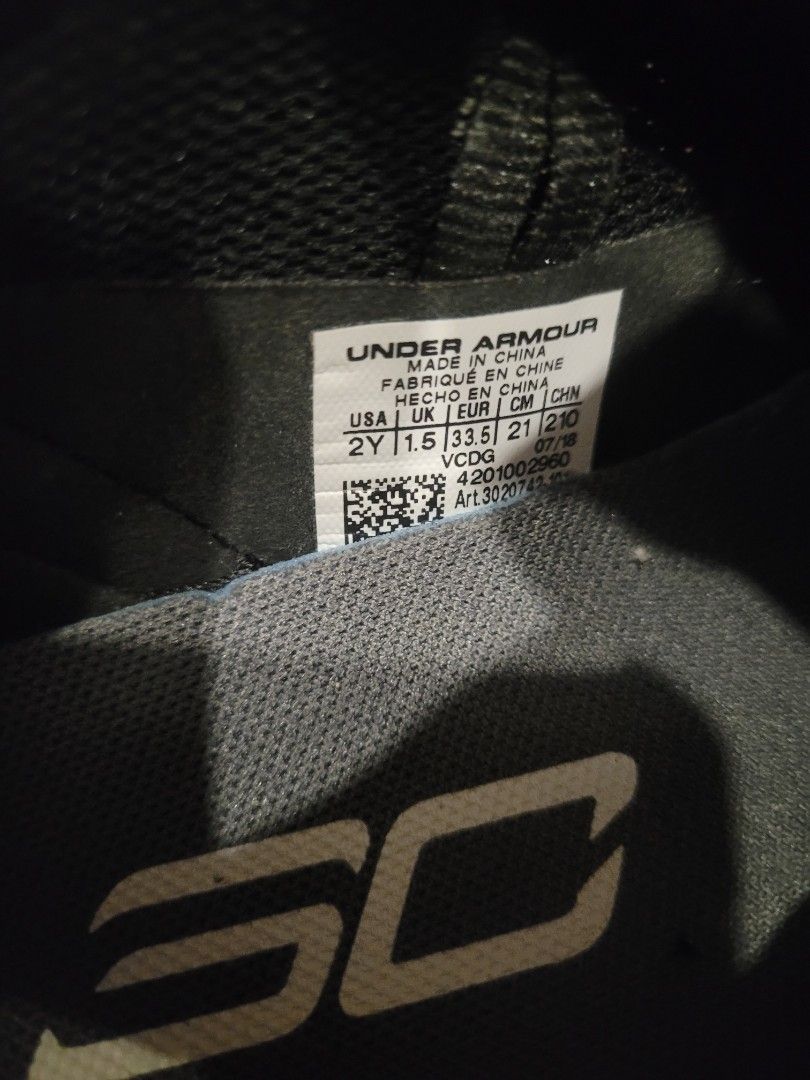 UNDER ARMOUR
MADE IN CHINA
FABRIQUÉ EN CHINE
HECHO EN CHINA
USA | UK | EUR | CM | CHN
2Y | 1.5 | 33.5 | 21 | 210
VCDG 07/18
4201002960
SC